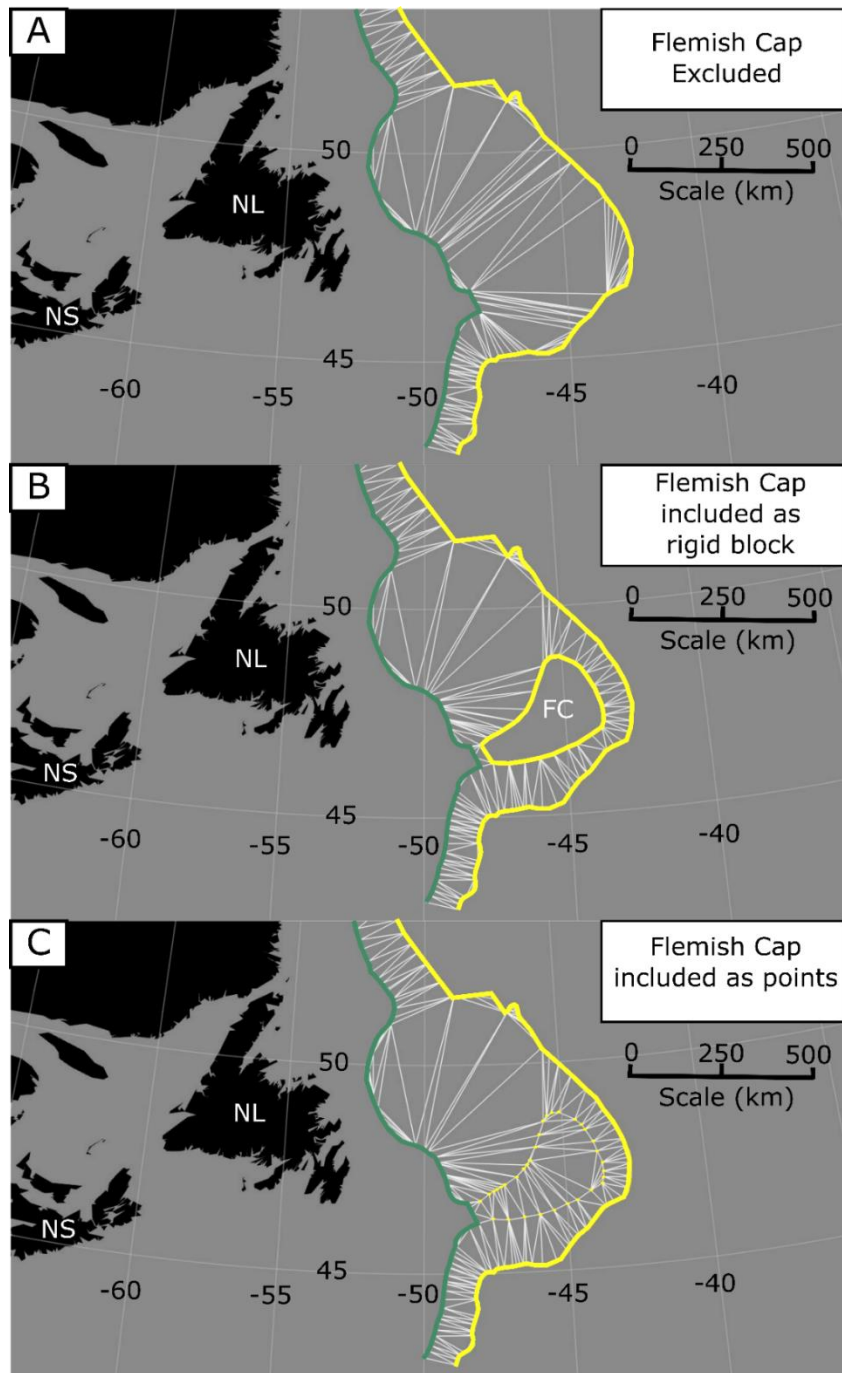 A
Flemish Cap
Excluded
0 250 500
Scale (km)
50
NL
NS
45
-60 -55 -50 -45 -40
B
Flemish Cap
included as
rigid block
0 250 500
Scale (km)
50
NL
FC
NS
45
-60 -55 -50 -45 -40
C
Flemish Cap
included as points
0 250 500
Scale (km)
50
NL
NS
45
-60 -55 -50 -45 -40